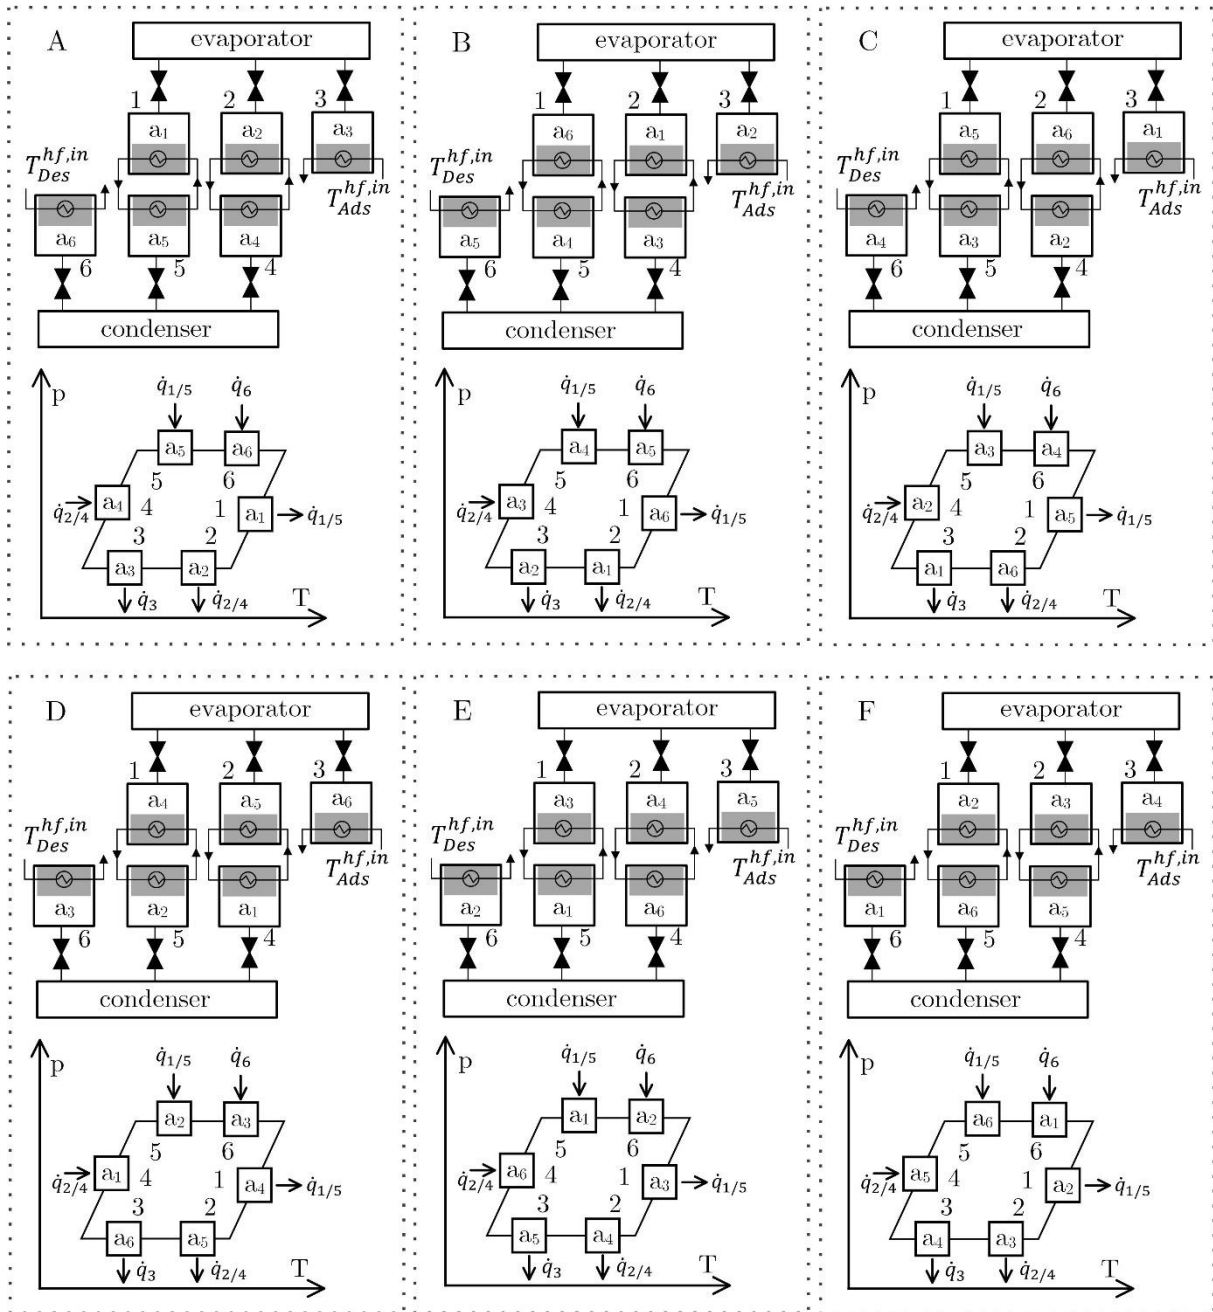 A
evaporator
1 2 3
a₁ a₂ a₃
T_Des^{hf,in}
T_Ads^{hf,in}
a₆ a₅ a₄
6 5 4
condenser
p
q̇₁/₅ q̇₆
a₅ a₆
5 6
q̇₂/₄ a₄ 4 1 a₁ q̇₁/₅
3 2
a₃ a₂
q̇₃ q̇₂/₄ T
B
evaporator
1 2 3
a₆ a₁ a₂
T_Des^{hf,in}
T_Ads^{hf,in}
a₅ a₄ a₃
6 5 4
condenser
p
q̇₁/₅ q̇₆
a₄ a₅
5 6
q̇₂/₄ a₃ 4 1 a₆ q̇₁/₅
3 2
a₂ a₁
q̇₃ q̇₂/₄ T
C
evaporator
1 2 3
a₅ a₆ a₁
T_Des^{hf,in}
T_Ads^{hf,in}
a₄ a₃ a₂
6 5 4
condenser
p
q̇₁/₅ q̇₆
a₃ a₄
5 6
q̇₂/₄ a₂ 4 1 a₅ q̇₁/₅
3 2
a₁ a₆
q̇₃ q̇₂/₄ T
D
evaporator
1 2 3
a₄ a₅ a₆
T_Des^{hf,in}
T_Ads^{hf,in}
a₃ a₂ a₁
6 5 4
condenser
p
q̇₁/₅ q̇₆
a₂ a₃
5 6
q̇₂/₄ a₁ 4 1 a₄ q̇₁/₅
3 2
a₆ a₅
q̇₃ q̇₂/₄ T
E
evaporator
1 2 3
a₃ a₄ a₅
T_Des^{hf,in}
T_Ads^{hf,in}
a₂ a₁ a₆
6 5 4
condenser
p
q̇₁/₅ q̇₆
a₁ a₂
5 6
q̇₂/₄ a₆ 4 1 a₃ q̇₁/₅
3 2
a₅ a₄
q̇₃ q̇₂/₄ T
F
evaporator
1 2 3
a₂ a₃ a₄
T_Des^{hf,in}
T_Ads^{hf,in}
a₁ a₆ a₅
6 5 4
condenser
p
q̇₁/₅ q̇₆
a₆ a₁
5 6
q̇₂/₄ a₅ 4 1 a₂ q̇₁/₅
3 2
a₄ a₃
q̇₃ q̇₂/₄ T